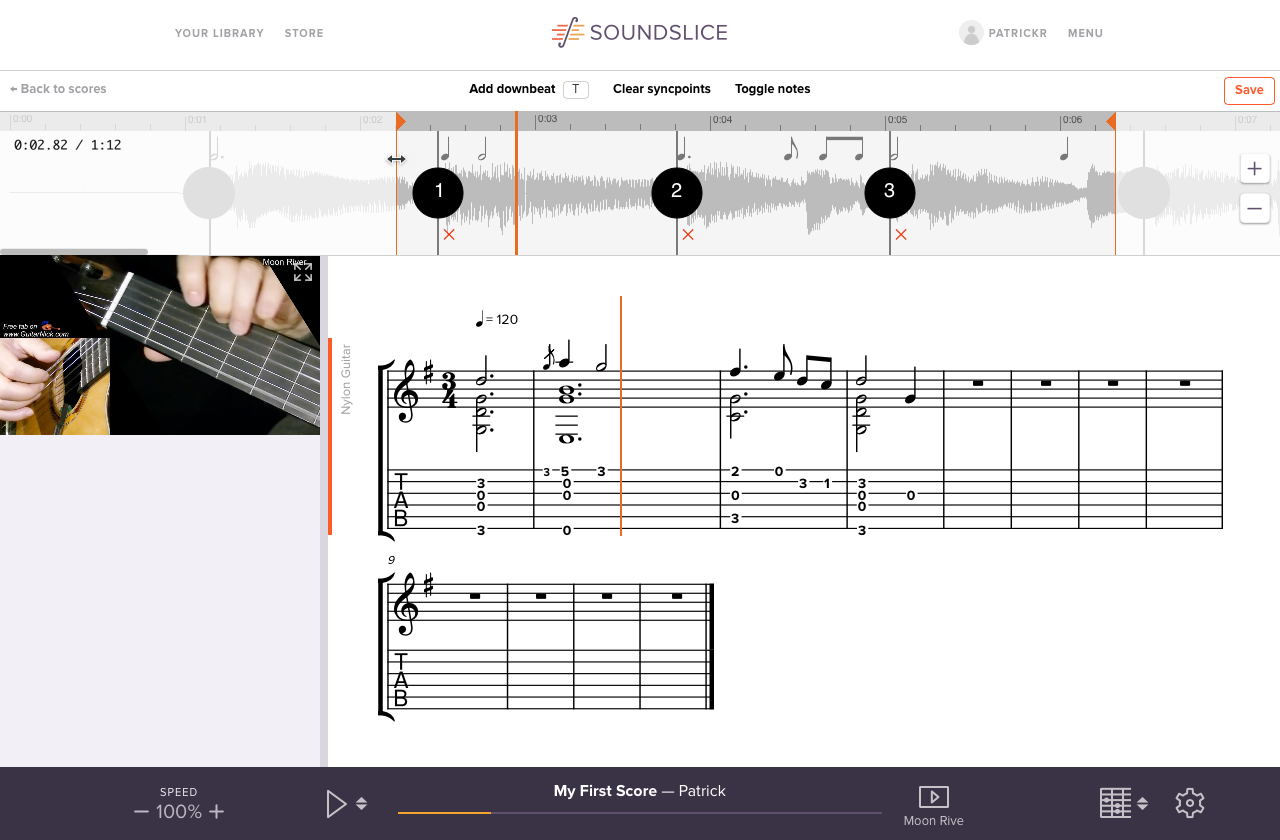 YOUR LIBRARY STORE SOUNDSLICE PATRICKR MENU
← Back to scores Add downbeat T Clear syncpoints Toggle notes Save
0:00 0:01 0:02 0:03 0:04 0:05 0:06 0:07
0:02.82 / 1:12
1 2 3
Moon River
Free tab on
www.GuitarNick.com
= 120
Nylon Guitar
3 4
3 5 3 2 0
3 0 3 1 3
0 0 0 0 0
0 0
3
3 0 3
T A B
9
T A B
SPEED
− 100% +
My First Score — Patrick
Moon Rive